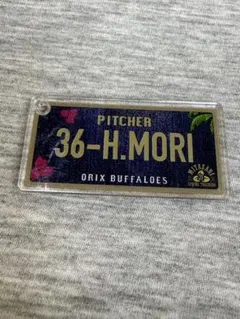 PITCHER
36-H.MORI
ORIX BUFFALOES